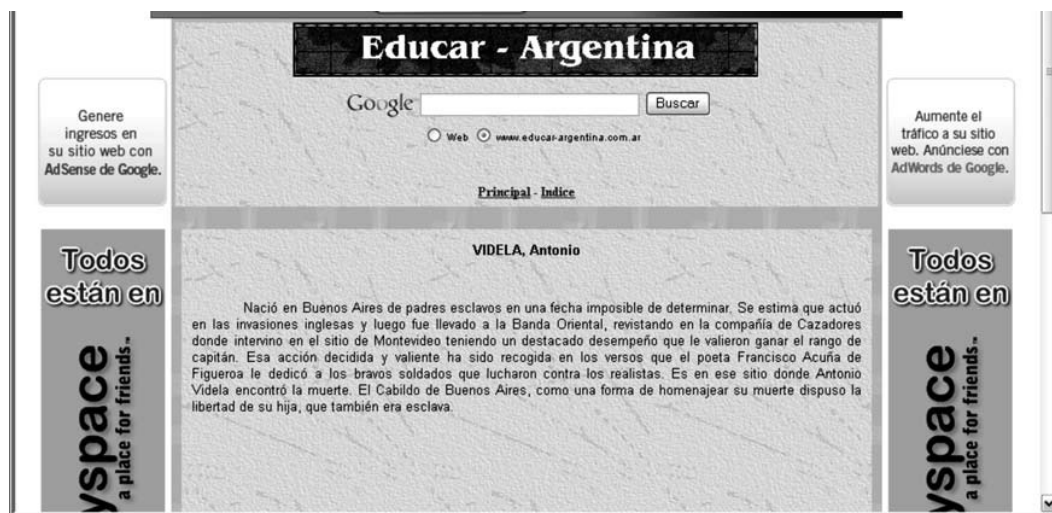 Educar - Argentina
Google
Buscar
Web www.educar-argentina.com.ar
Principal - Indice
Genere
ingresos en
su sitio web con
AdSense de Google.
Aumente el
tráfico a su sitio
web. Anúnciese con
AdWords de Google.
Todos
están en
yspace
a place for friends™
VIDELA, Antonio
Nació en Buenos Aires de padres esclavos en una fecha imposible de determinar. Se estima que actuó
en las invasiones inglesas y luego fue llevado a la Banda Oriental, revistando en la compañía de Cazadores
donde intervino en el sitio de Montevideo teniendo un destacado desempeño que le valieron ganar el rango de
capitán. Esa acción decidida y valiente ha sido recogida en los versos que el poeta Francisco Acuña de
Figueroa le dedicó a los bravos soldados que lucharon contra los realistas. Es en ese sitio donde Antonio
Videla encontró la muerte. El Cabildo de Buenos Aires, como una forma de homenajear su muerte dispuso la
libertad de su hija, que también era esclava.
Todos
están en
yspace
a place for friends™